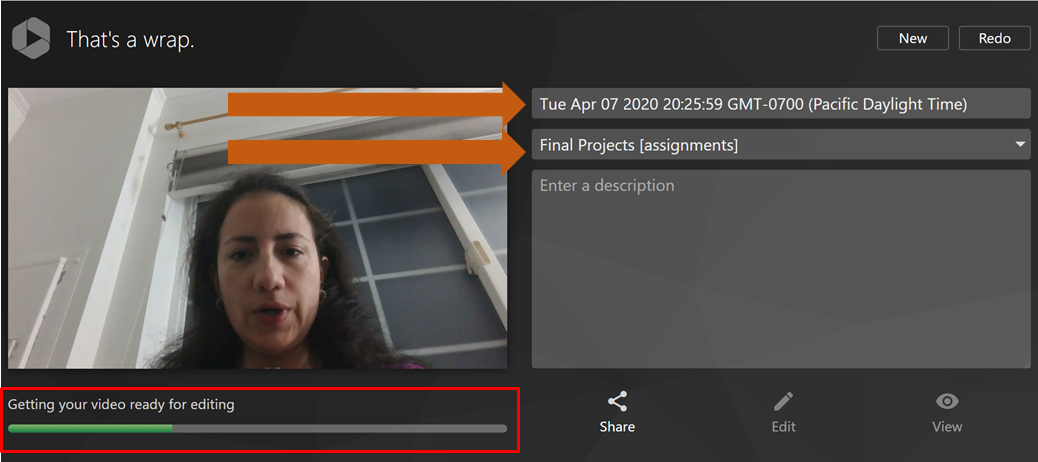 That's a wrap.
New
Redo
Tue Apr 07 2020 20:25:59 GMT-0700 (Pacific Daylight Time)
Final Projects [assignments]
Enter a description
Getting your video ready for editing
Share
Edit
View